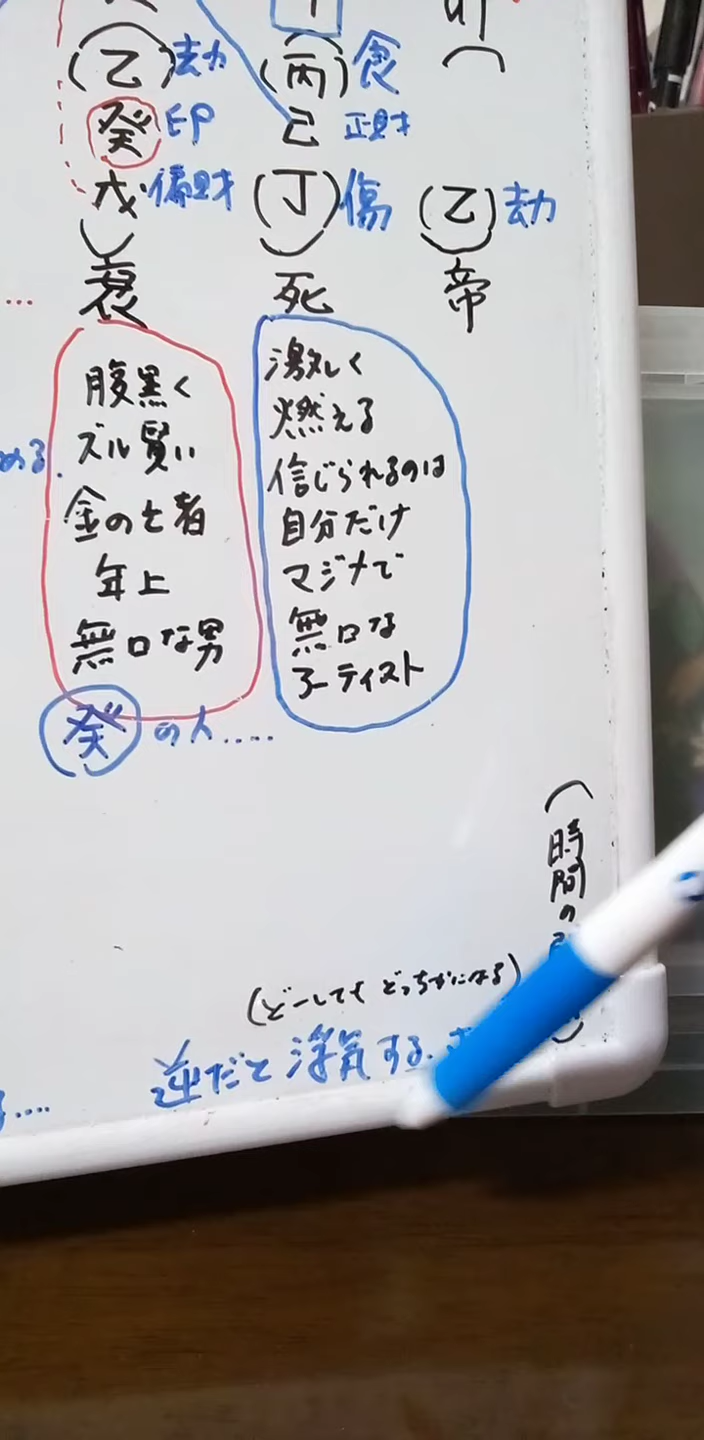 (乙)劫 (丙)食
癸 印 己 正財
戊 偏財 (丁)傷 (乙)劫
衰 死 帝
腹黒く
ズル賢い
金の亡者
年上
無口な男
癸の人.....
激しく
燃える
信じられるのは
自分だけ
マジメで
無口な
アーティスト
(時間の
(どーしても どっちかになる)
逆だと浮気する